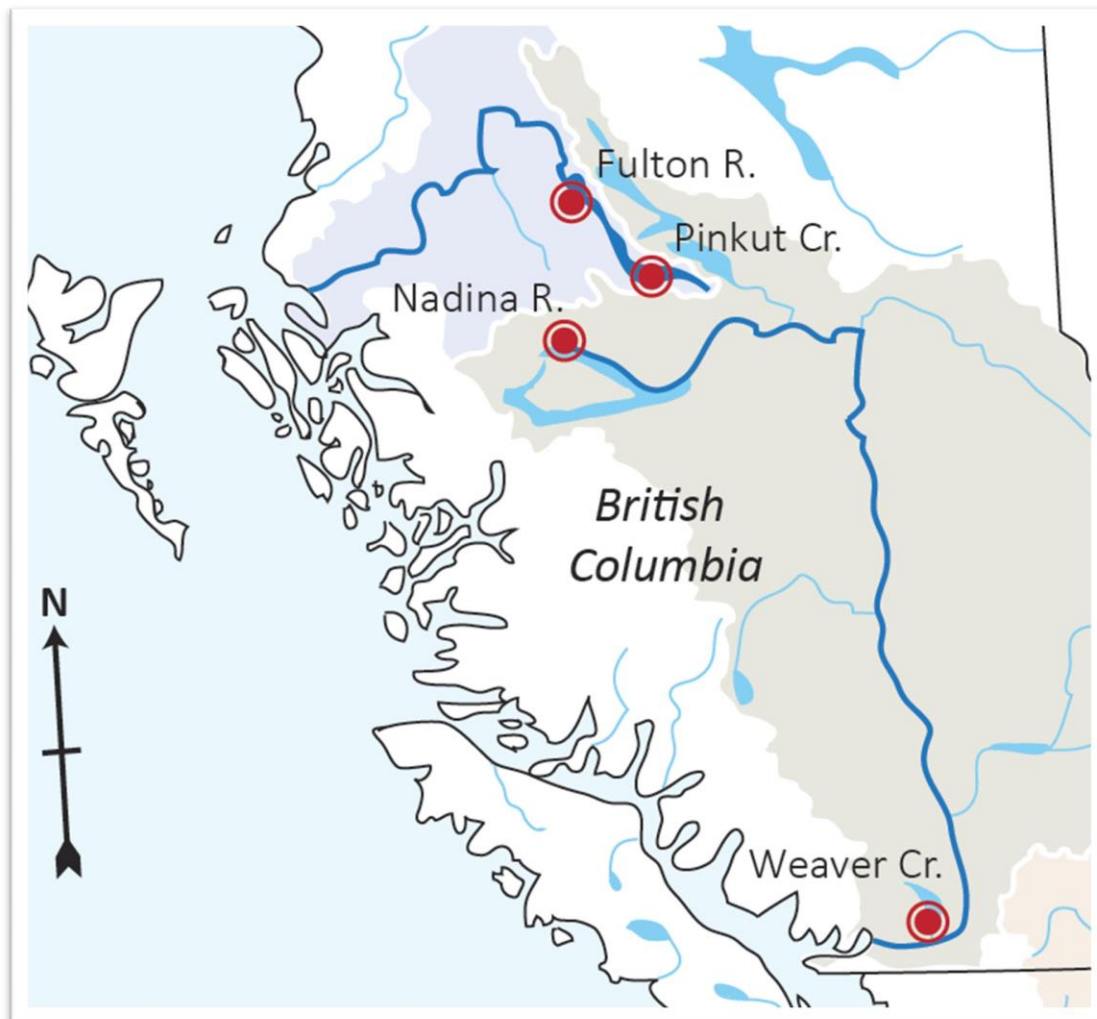 Fulton R.
Pinkut Cr.
Nadina R.
British
Columbia
N
Weaver Cr.